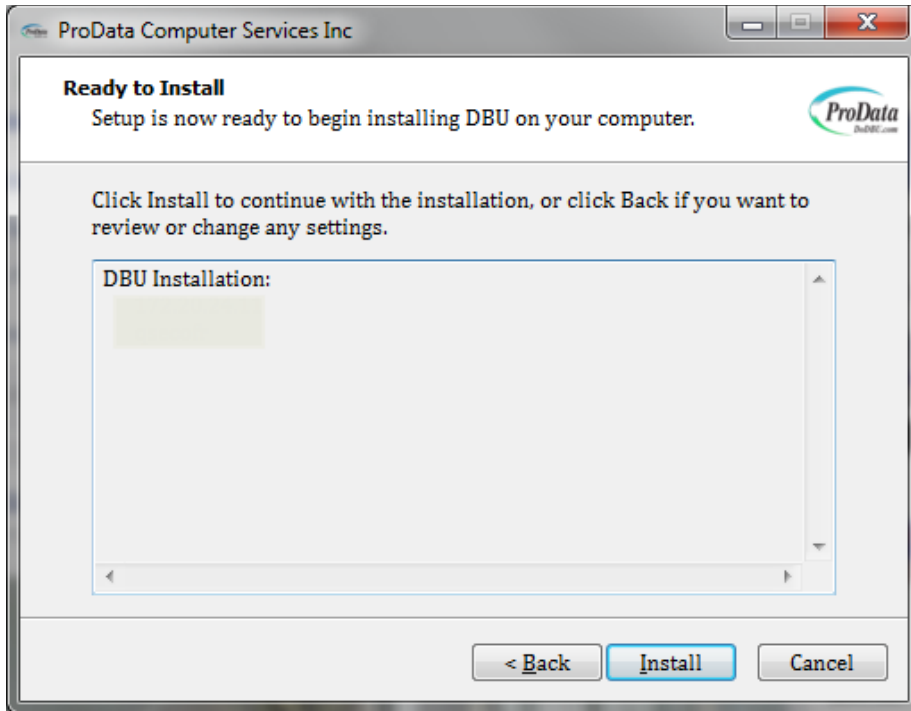 ProData Computer Services Inc
Ready to Install
Setup is now ready to begin installing DBU on your computer.
ProData
DoDBU.com
Click Install to continue with the installation, or click Back if you want to
review or change any settings.
DBU Installation:
< Back
Install
Cancel